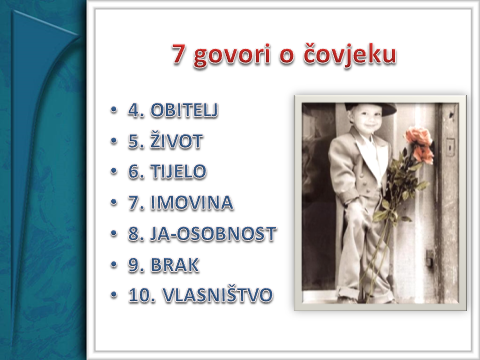 7 govori o čovjeku
• 4. OBITELJ
• 5. ŽIVOT
• 6. TIJELO
• 7. IMOVINA
• 8. JA-OSOBNOST
• 9. BRAK
• 10. VLASNIŠTVO